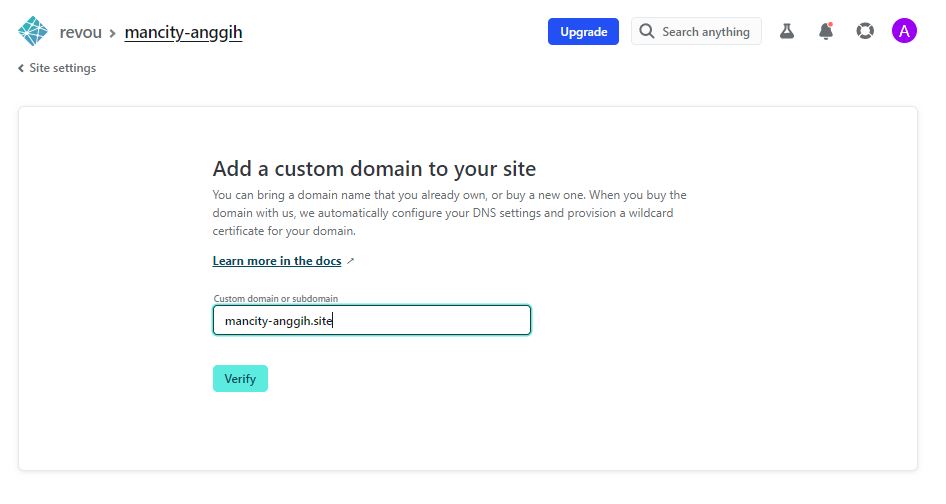 revou > mancity-anggih
Upgrade
Search anything
A
< Site settings
Add a custom domain to your site
You can bring a domain name that you already own, or buy a new one. When you buy the
domain with us, we automatically configure your DNS settings and provision a wildcard
certificate for your domain.
Learn more in the docs ↗
Custom domain or subdomain
mancity-anggih.site
Verify